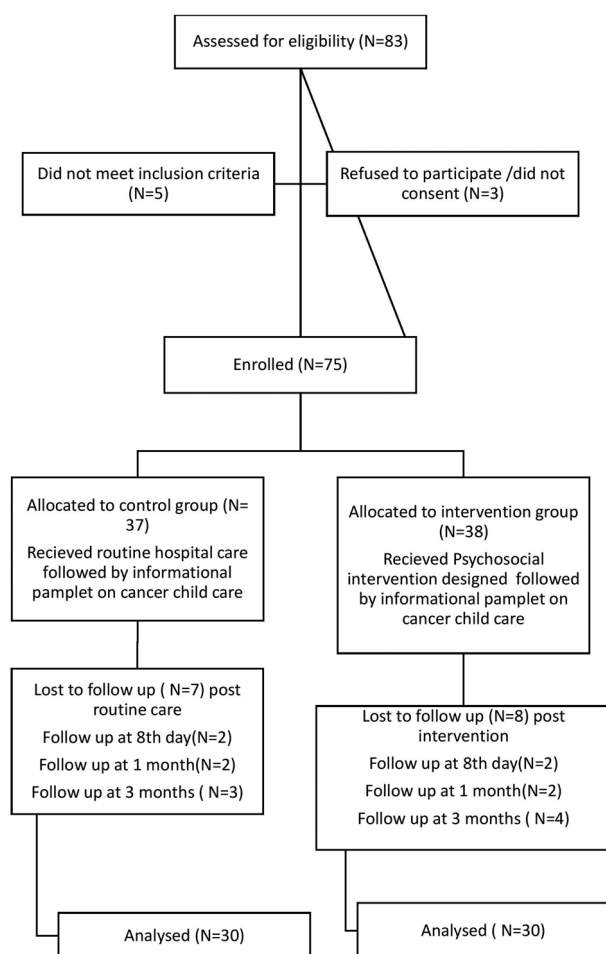 Assessed for eligibility (N=83)
Did not meet inclusion criteria
(N=5)
Refused to participate /did not
consent (N=3)
Enrolled (N=75)
Allocated to control group (N=
37)
Recieved routine hospital care
followed by informational
pamplet on cancer child care
Allocated to intervention group
(N=38)
Recieved Psychosocial
intervention designed followed
by informational pamplet on
cancer child care
Lost to follow up ( N=7) post
routine care
Follow up at 8th day(N=2)
Follow up at 1 month(N=2)
Follow up at 3 months ( N=3)
Lost to follow up (N=8) post
intervention
Follow up at 8th day(N=2)
Follow up at 1 month(N=2)
Follow up at 3 months ( N=4)
Analysed (N=30)
Analysed ( N=30)